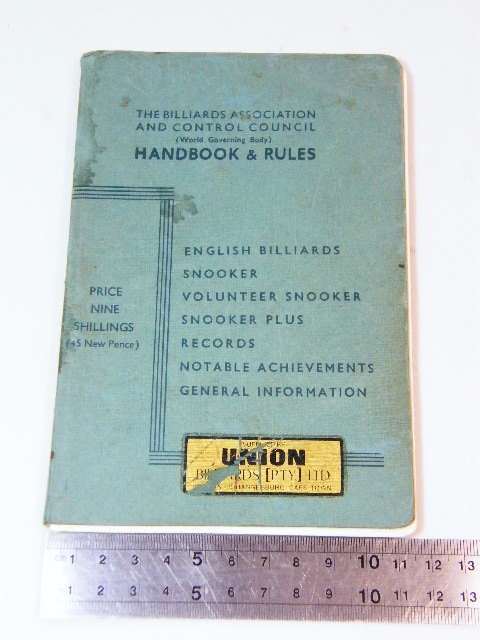 THE BILLIARDS ASSOCIATION
AND CONTROL COUNCIL
(World Governing Body)
HANDBOOK & RULES
ENGLISH BILLIARDS
SNOOKER
VOLUNTEER SNOOKER
SNOOKER PLUS
RECORDS
NOTABLE ACHIEVEMENTS
GENERAL INFORMATION
PRICE
NINE
SHILLINGS
(45 New Pence)
UNION
[PTY] LTD
JOHANNESBURG CAPE TOWN
1 2 3 4 5 6 7 8 9 10 11 12 13
1 2 3 4 5 6 7 8 9 10 11 12 13